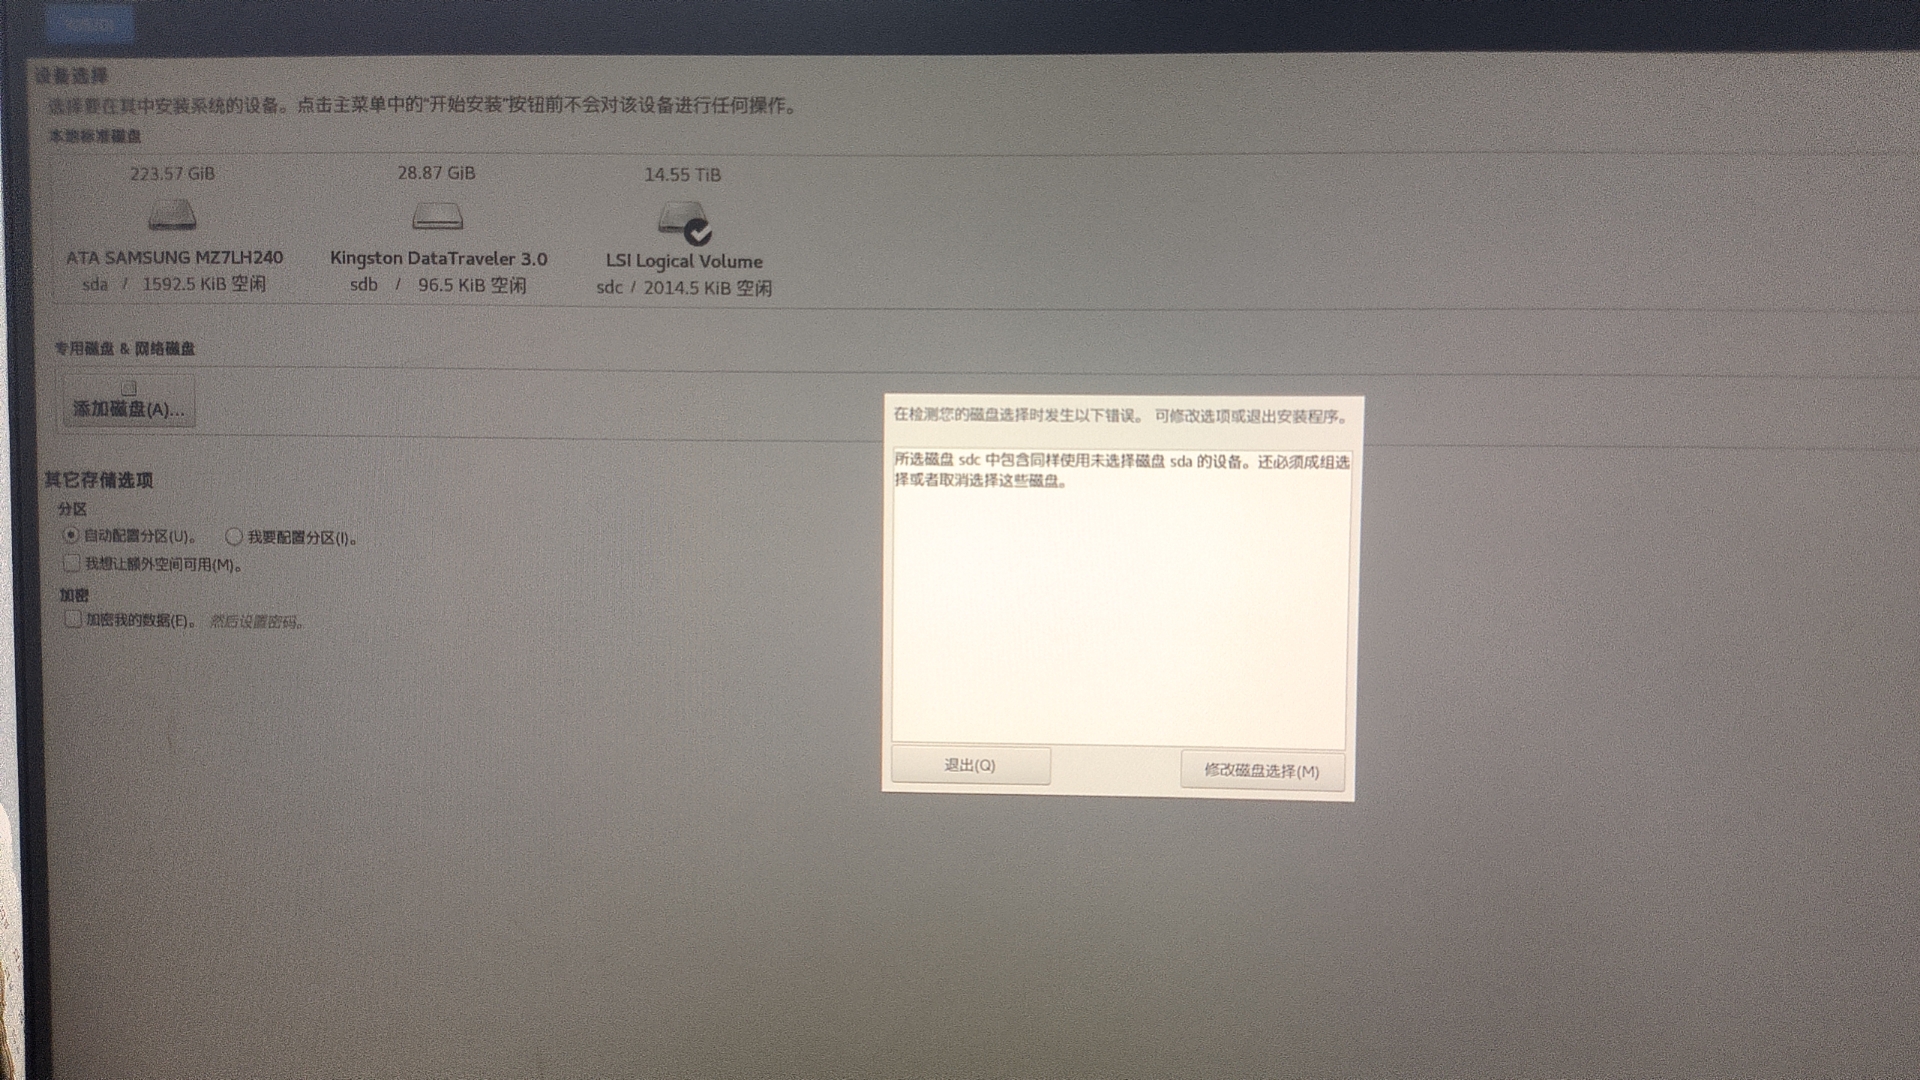 设备选择
选择要在其中安装系统的设备。点击主菜单中的“开始安装”按钮前不会对该设备进行任何操作。
本地标准磁盘
223.57 GiB
28.87 GiB
14.55 TiB
ATA SAMSUNG MZ7LH240
Kingston DataTraveler 3.0
LSI Logical Volume
sda / 1592.5 KiB 空闲
sdb / 96.5 KiB 空闲
sdc / 2014.5 KiB 空闲
专用磁盘 & 网络磁盘
添加磁盘(A)...
其它存储选项
分区
自动配置分区(U)。
我要配置分区(I)。
我想让额外空间可用(M)。
加密
加密我的数据(E)。 然后设置密码。
在检测您的磁盘选择时发生以下错误。 可修改选项或退出安装程序。
所选磁盘 sdc 中包含同样使用未选择磁盘 sda 的设备。还必须成组选
择或者取消选择这些磁盘。
退出(Q)
修改磁盘选择(M)